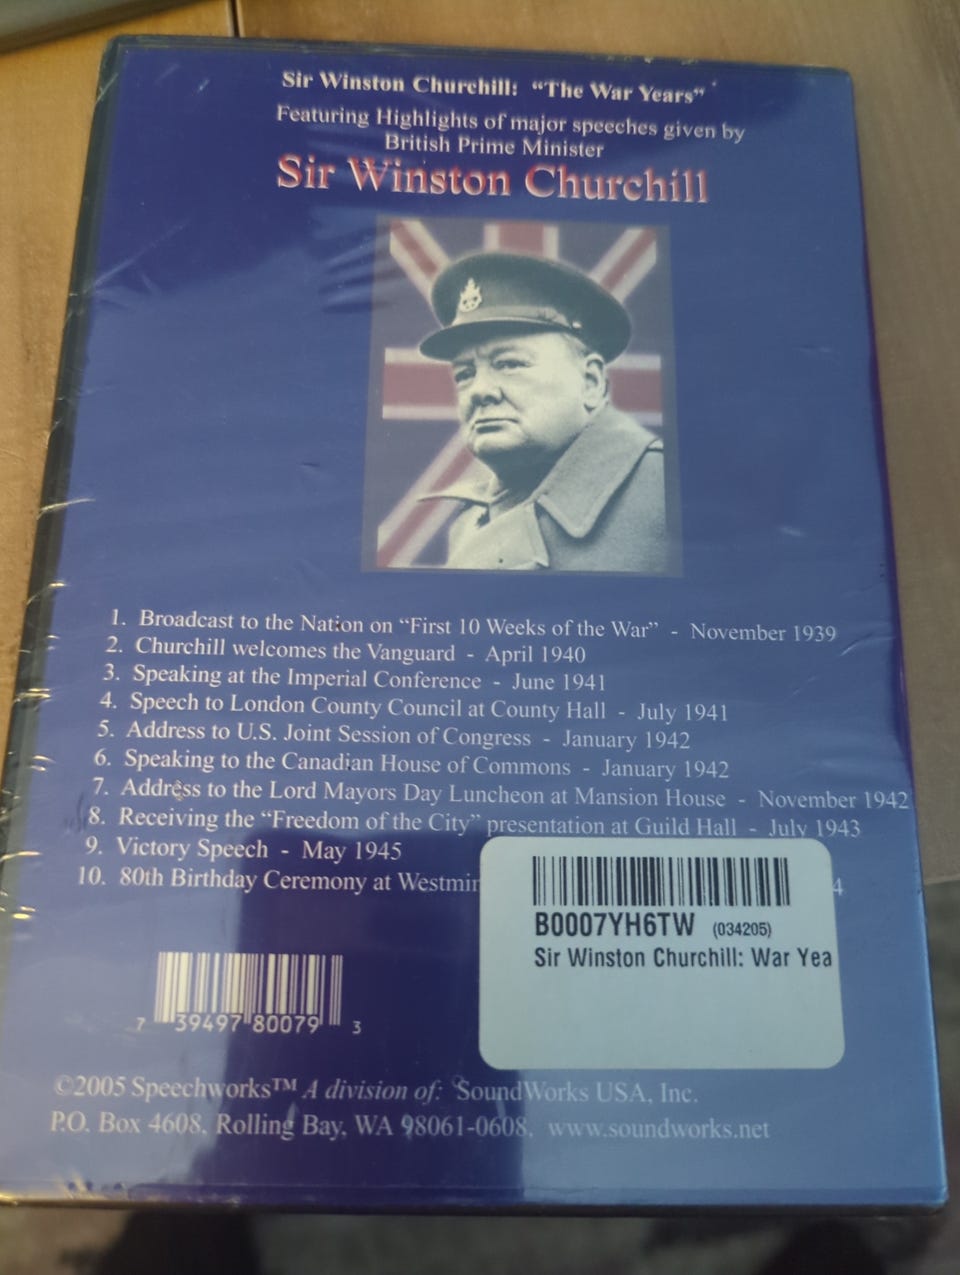 Sir Winston Churchill: “The War Years”
Featuring Highlights of major speeches given by
British Prime Minister
Sir Winston Churchill
1. Broadcast to the Nation on “First 10 Weeks of the War” - November 1939
2. Churchill welcomes the Vanguard - April 1940
3. Speaking at the Imperial Conference - June 1941
4. Speech to London County Council at County Hall - July 1941
5. Address to U.S. Joint Session of Congress - January 1942
6. Speaking to the Canadian House of Commons - January 1942
7. Address to the Lord Mayors Day Luncheon at Mansion House - November 1942
8. Receiving the “Freedom of the City” presentation at Guild Hall - July 1943
9. Victory Speech - May 1945
10. 80th Birthday Ceremony at Westmin 4
B0007YH6TW (034205)
Sir Winston Churchill: War Yea
7 39497 80079 3
©2005 Speechworks™ A division of: SoundWorks USA, Inc.
P.O. Box 4608, Rolling Bay, WA 98061-0608, www.soundworks.net